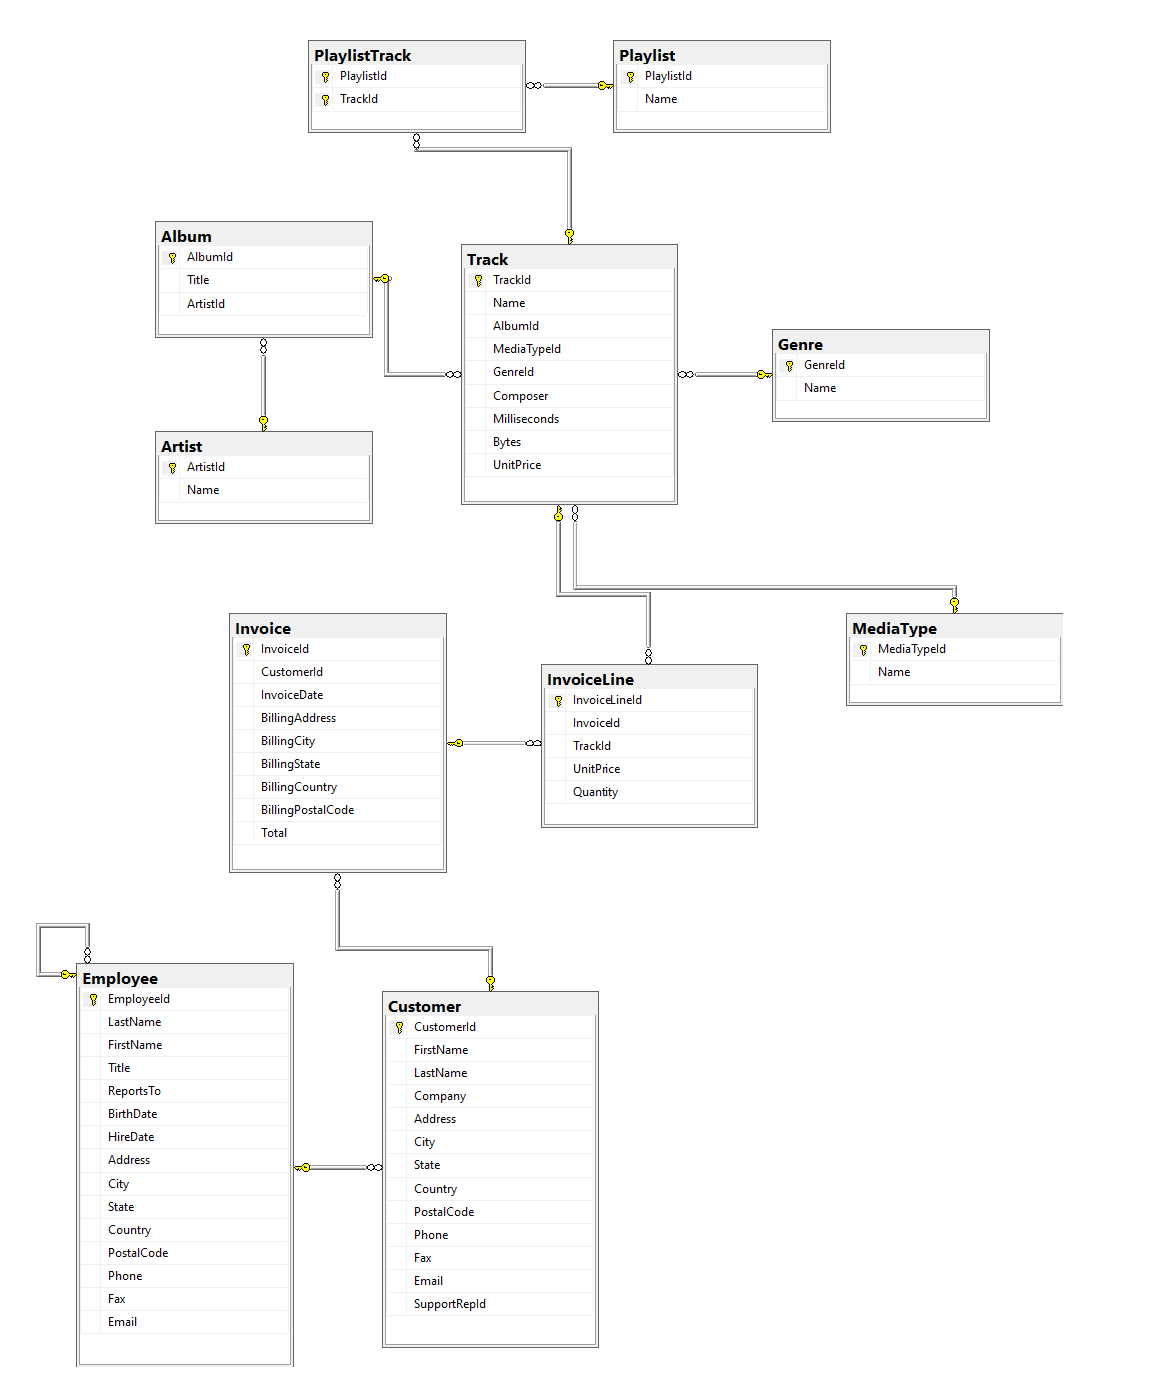 PlaylistTrack
PlaylistId
TrackId
Playlist
PlaylistId
Name
Album
AlbumId
Title
ArtistId
Track
TrackId
Name
AlbumId
MediaTypeId
GenreId
Composer
Milliseconds
Bytes
UnitPrice
Genre
GenreId
Name
Artist
ArtistId
Name
Invoice
InvoiceId
CustomerId
InvoiceDate
BillingAddress
BillingCity
BillingState
BillingCountry
BillingPostalCode
Total
InvoiceLine
InvoiceLineId
InvoiceId
TrackId
UnitPrice
Quantity
MediaType
MediaTypeId
Name
Employee
EmployeeId
LastName
FirstName
Title
ReportsTo
BirthDate
HireDate
Address
City
State
Country
PostalCode
Phone
Fax
Email
Customer
CustomerId
FirstName
LastName
Company
Address
City
State
Country
PostalCode
Phone
Fax
Email
SupportRepId